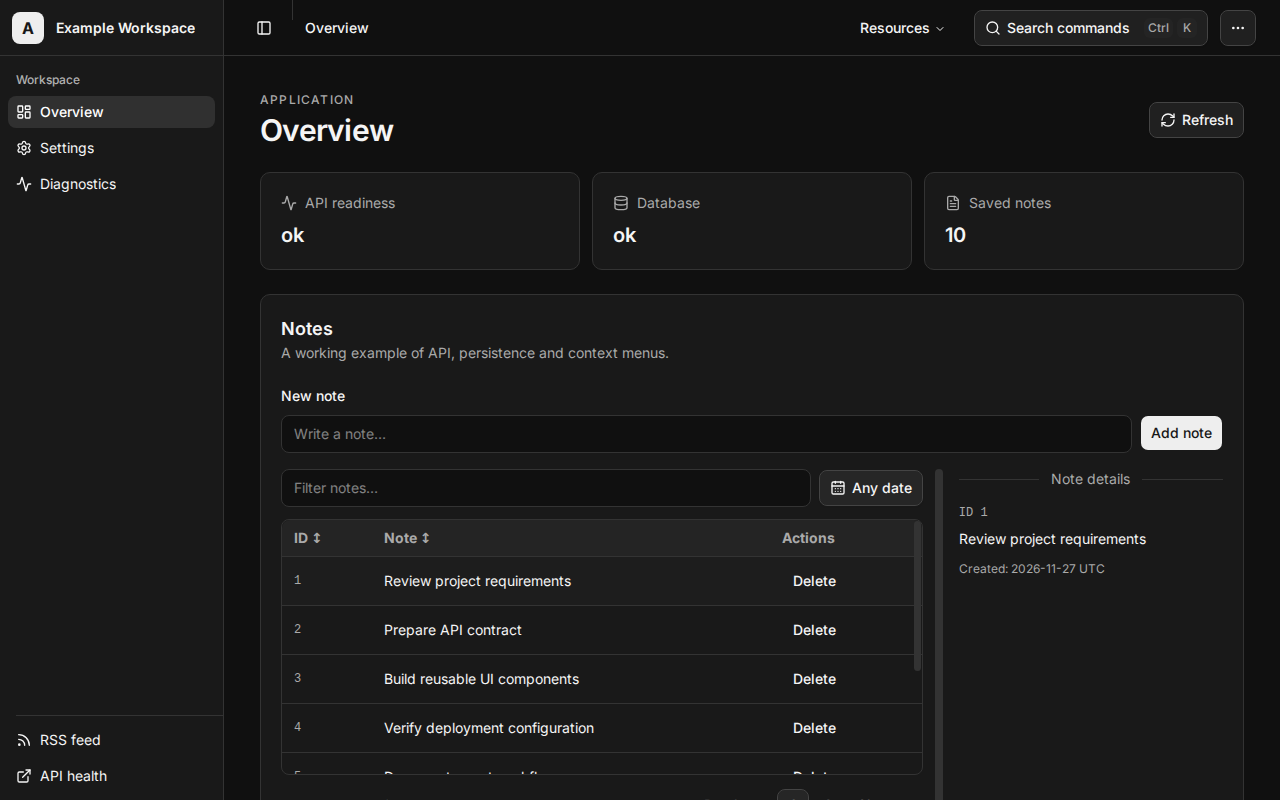 A Example Workspace
Overview
Resources
Search commands Ctrl K
Workspace
Overview
Settings
Diagnostics
RSS feed
API health
APPLICATION
Overview
Refresh
API readiness
ok
Database
ok
Saved notes
10
Notes
A working example of API, persistence and context menus.
New note
Write a note...
Add note
Filter notes...
Any date
ID Note Actions
1 Review project requirements Delete
2 Prepare API contract Delete
3 Build reusable UI components Delete
4 Verify deployment configuration Delete
Note details
ID 1
Review project requirements
Created: 2026-11-27 UTC